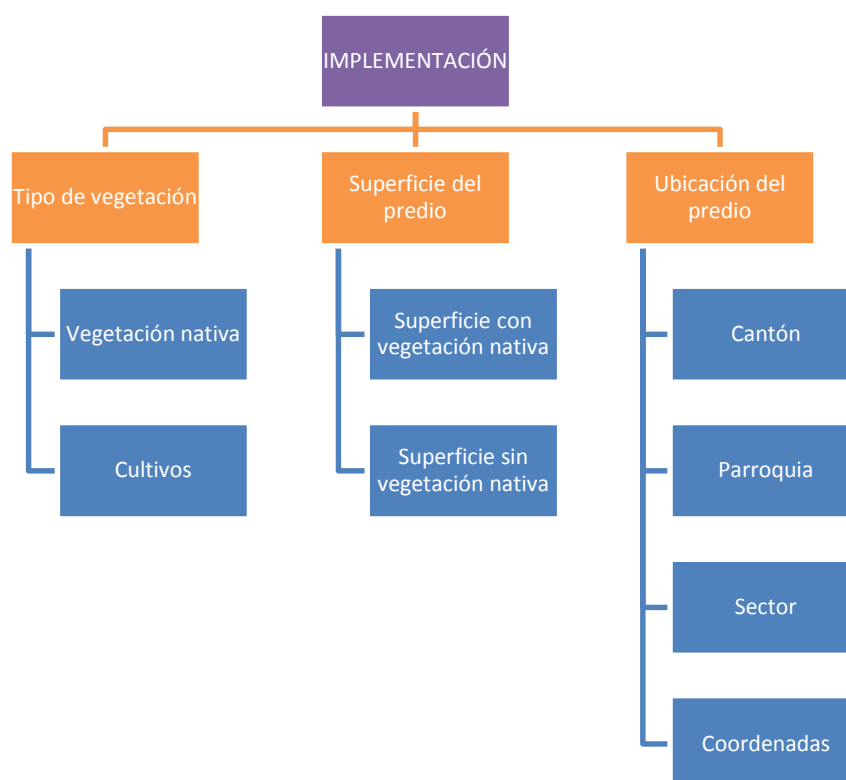 IMPLEMENTACIÓN
Tipo de vegetación
Vegetación nativa
Cultivos
Superficie del
predio
Superficie con
vegetación nativa
Superficie sin
vegetación nativa
Ubicación del
predio
Cantón
Parroquia
Sector
Coordenadas